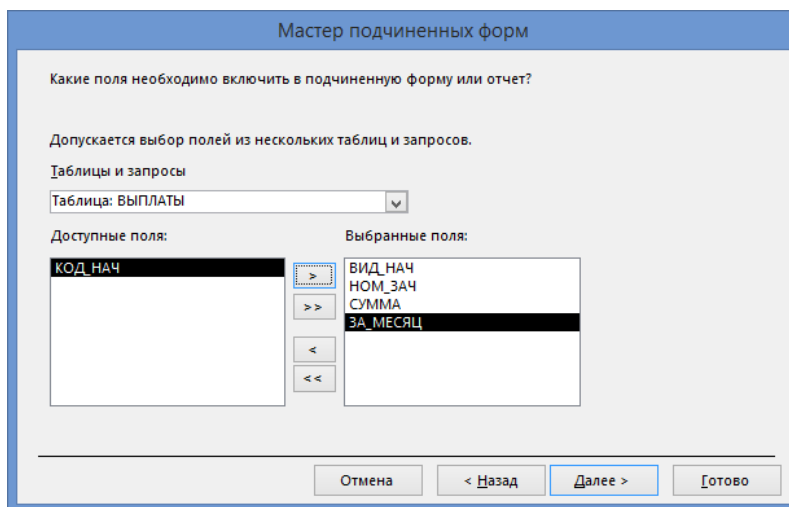 Мастер подчиненных форм
Какие поля необходимо включить в подчиненную форму или отчет?
Допускается выбор полей из нескольких таблиц и запросов.
Таблицы и запросы
Таблица: ВЫПЛАТЫ
Доступные поля:
Выбранные поля:
КОД_НАЧ
>
>>
<
<<
ВИД_НАЧ
НОМ_ЗАЧ
СУММА
ЗА_МЕСЯЦ
Отмена
< Назад
Далее >
Готово